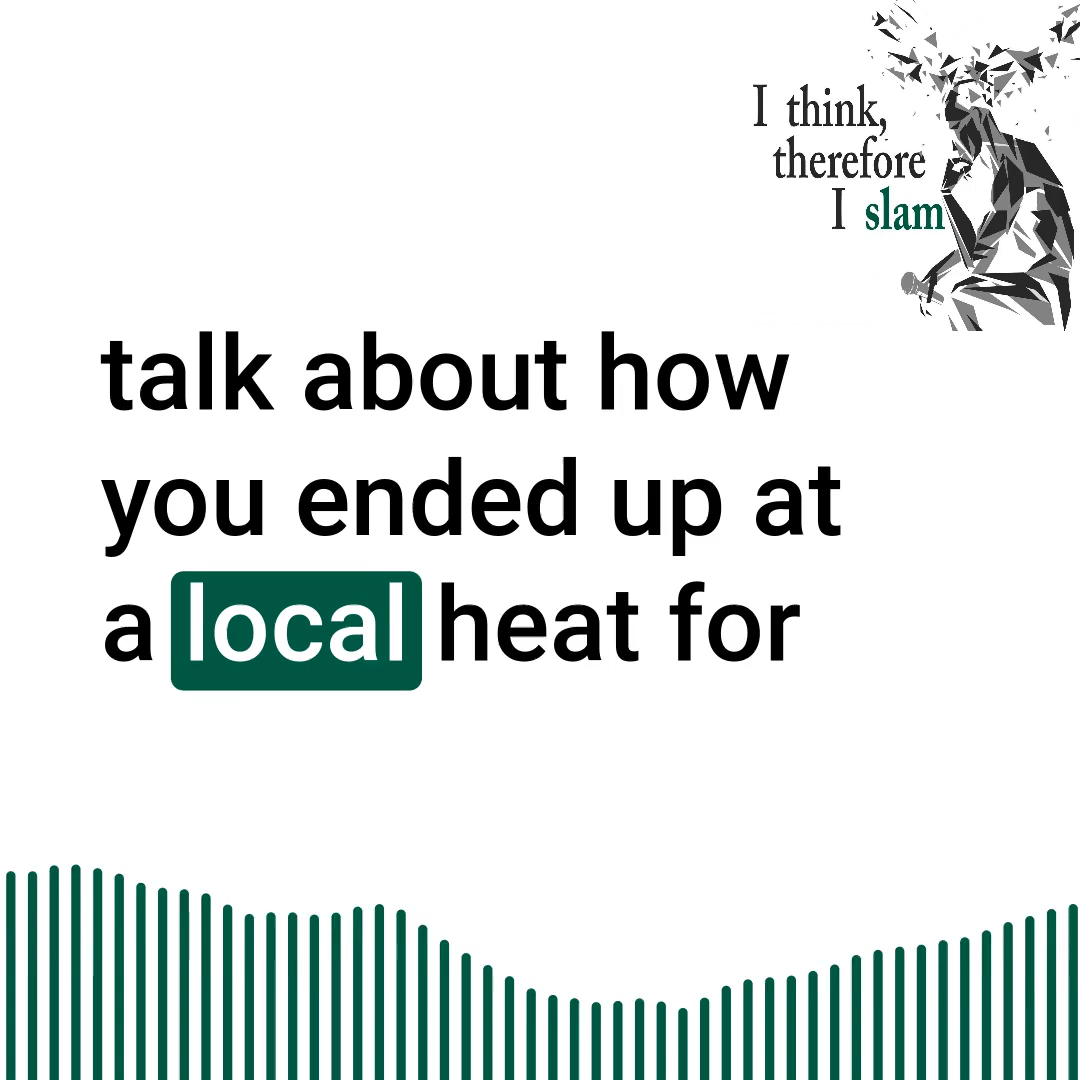 I think,
therefore
I slam
talk about how
you ended up at
a local heat for